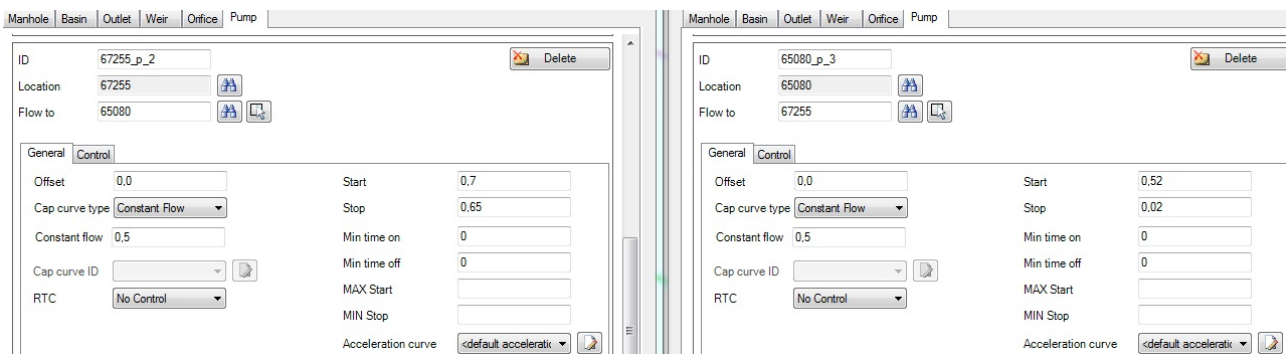 Manhole Basin Outlet Weir Orifice Pump
ID 67255_p_2 Delete
Location 67255
Flow to 65080
General Control
Offset 0,0 Start 0,7
Cap curve type Constant Flow Stop 0,65
Constant flow 0,5 Min time on 0
Cap curve ID Min time off 0
RTC No Control MAX Start
MIN Stop
Acceleration curve <default acceleratic
Manhole Basin Outlet Weir Orifice Pump
ID 65080_p_3 Delete
Location 65080
Flow to 67255
General Control
Offset 0,0 Start 0,52
Cap curve type Constant Flow Stop 0,02
Constant flow 0,5 Min time on 0
Cap curve ID Min time off 0
RTC No Control MAX Start
MIN Stop
Acceleration curve <default acceleratic